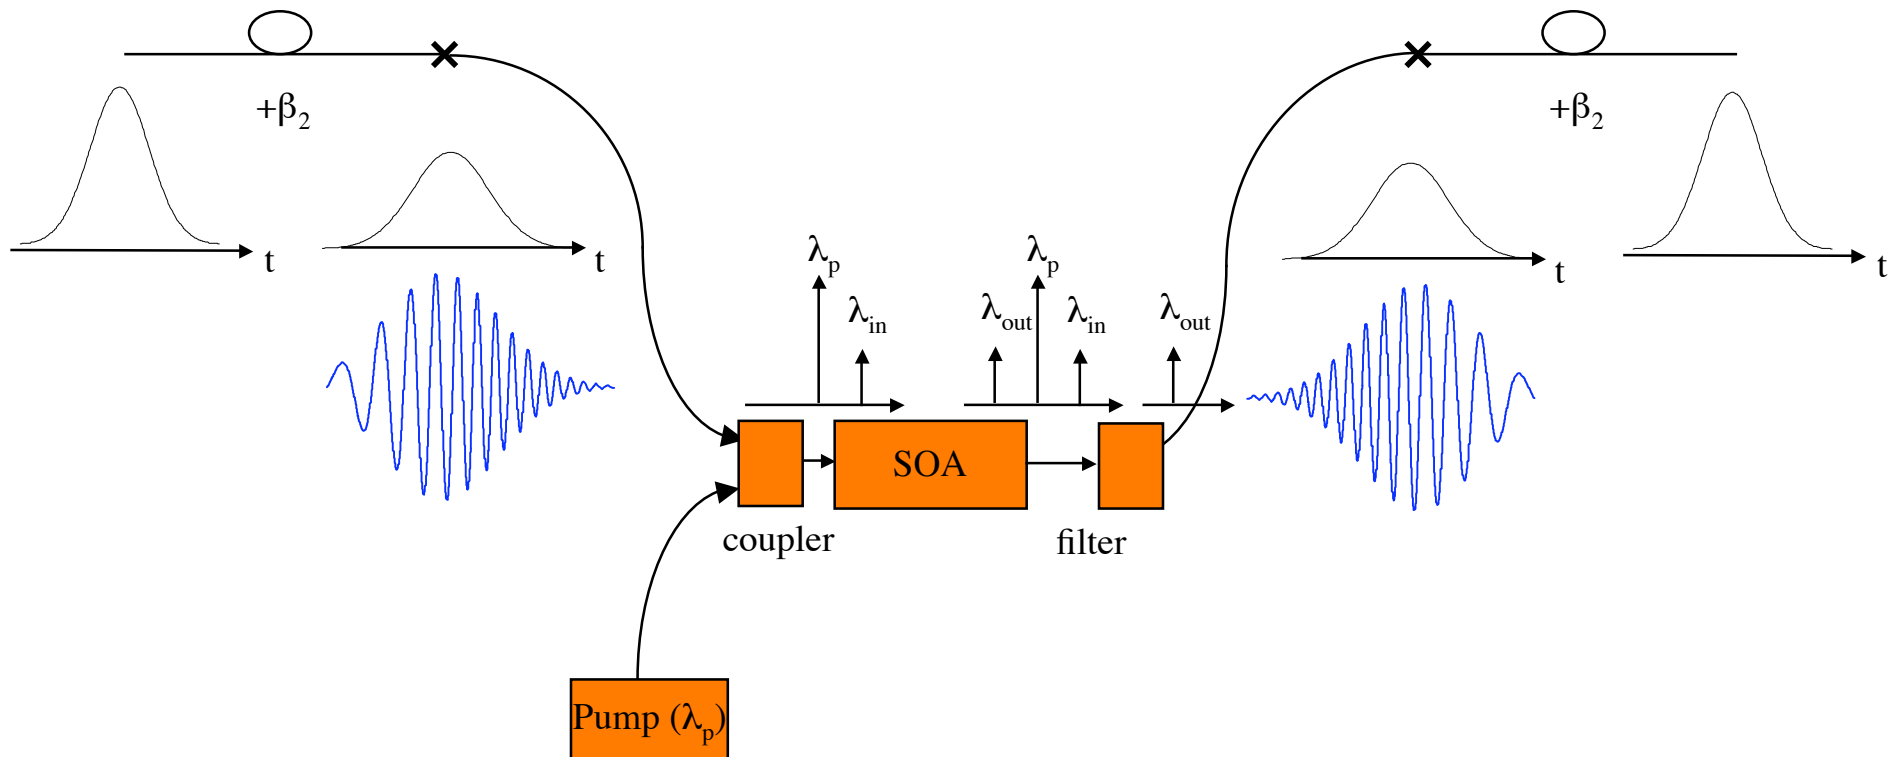 +β₂
+β₂
t
t
t
t
λp
λin
λout
λp
λin
λout
SOA
coupler
filter
Pump (λp)